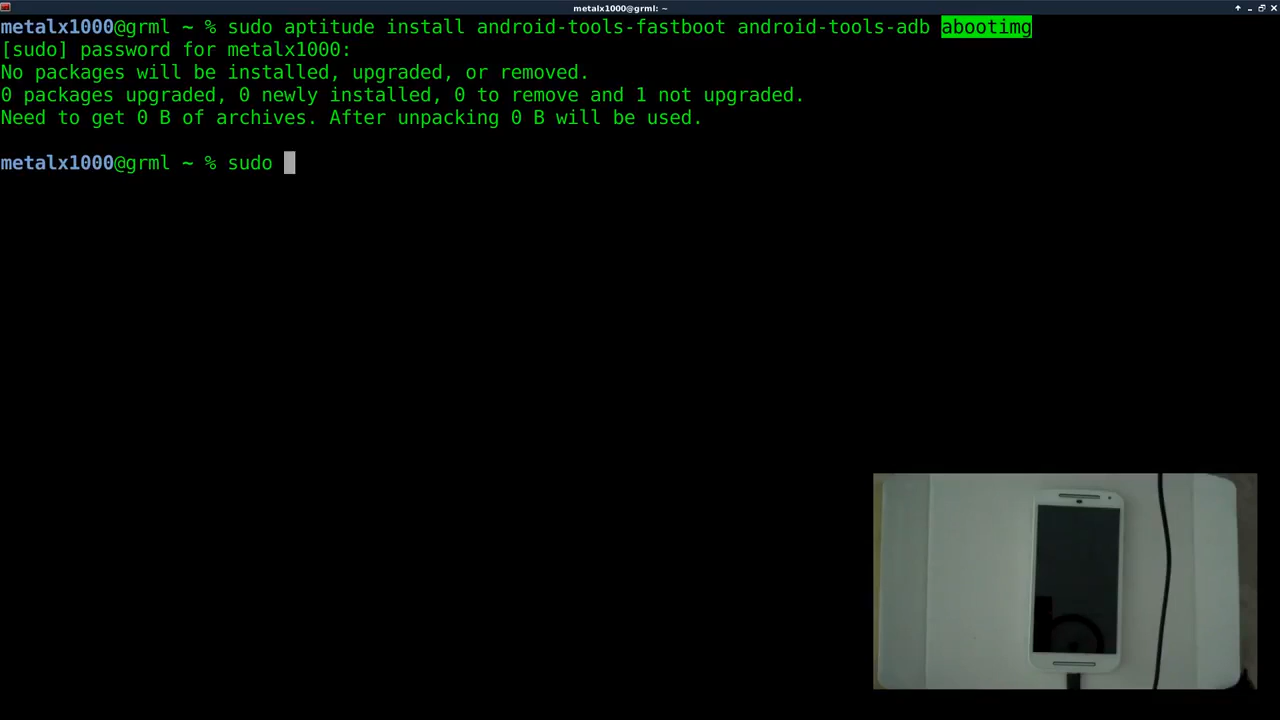 metalx1000@grml: ~
metalx1000@grml ~ % sudo aptitude install android-tools-fastboot android-tools-adb abootimg
[sudo] password for metalx1000:
No packages will be installed, upgraded, or removed.
0 packages upgraded, 0 newly installed, 0 to remove and 1 not upgraded.
Need to get 0 B of archives. After unpacking 0 B will be used.
metalx1000@grml ~ % sudo